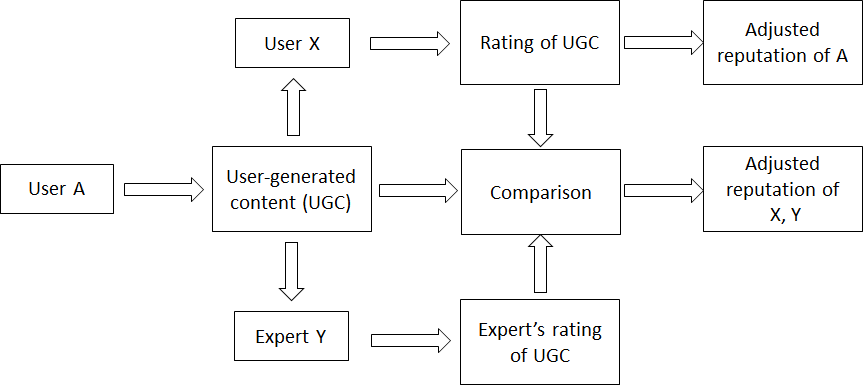 User X
Rating of UGC
Adjusted
reputation of A
User A
User-generated
content (UGC)
Comparison
Adjusted
reputation of
X, Y
Expert Y
Expert’s rating
of UGC